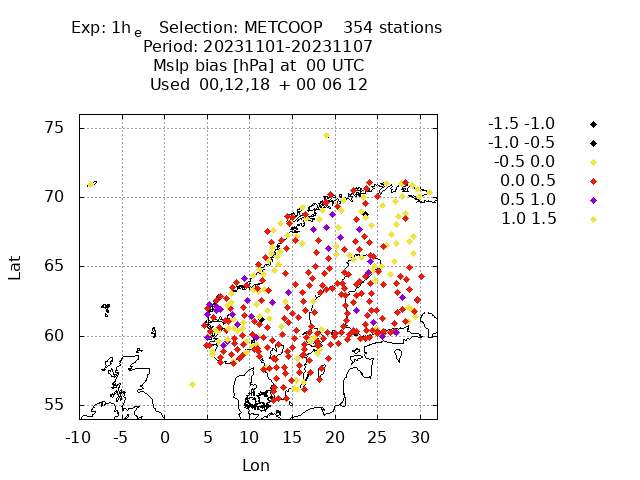 Exp: 1h e Selection: METCOOP 354 stations
Period: 20231101-20231107
Mslp bias [hPa] at 00 UTC
Used 00,12,18 + 00 06 12
-1.5 -1.0
-1.0 -0.5
-0.5 0.0
0.0 0.5
0.5 1.0
1.0 1.5
75
70
65
60
55
Lat
-10 -5 0 5 10 15 20 25 30
Lon